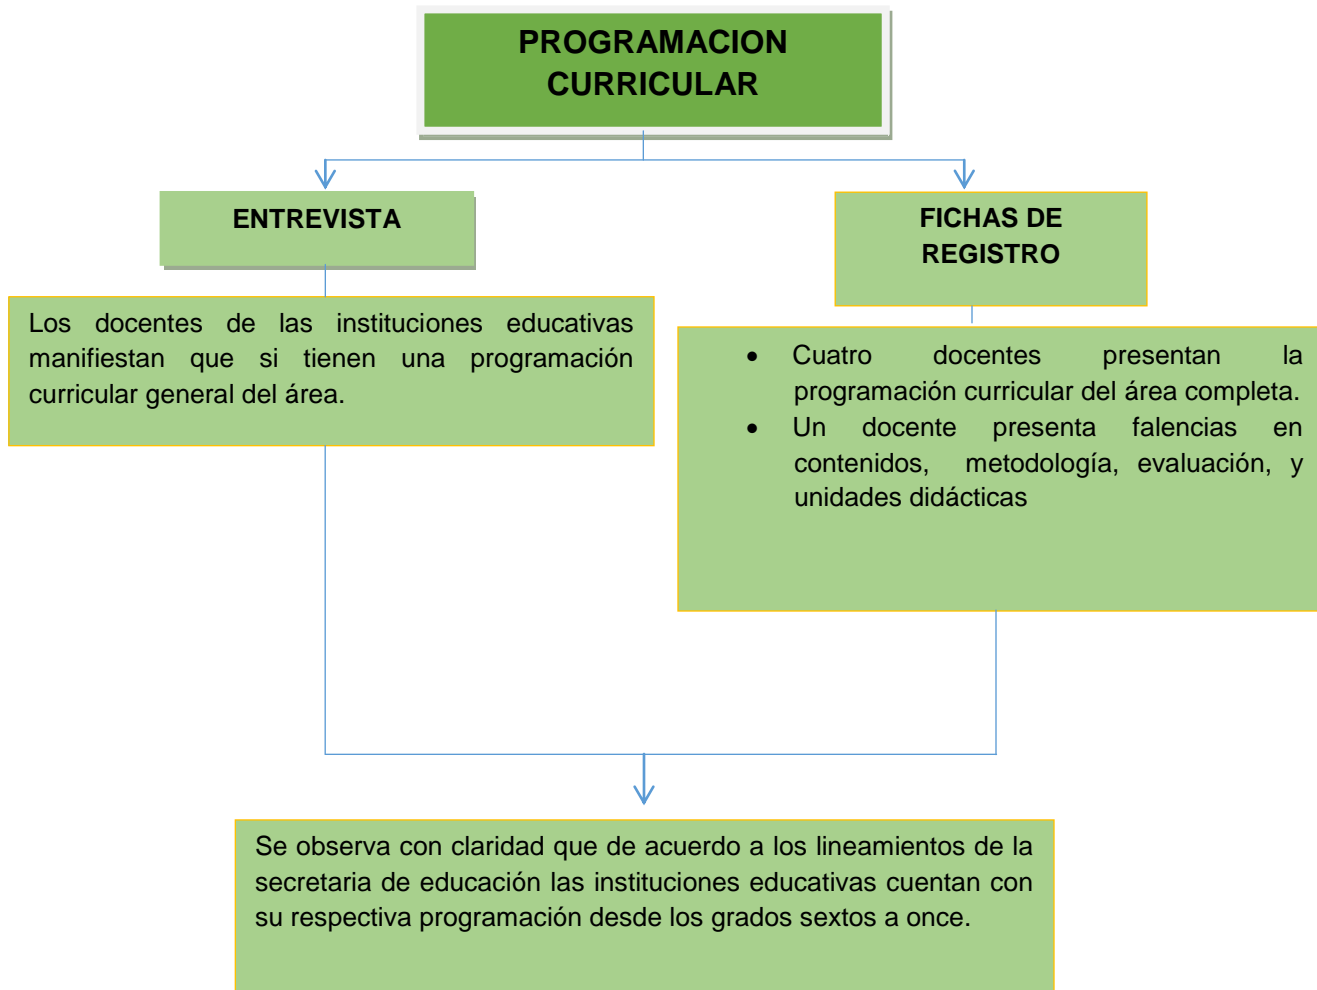 PROGRAMACION
CURRICULAR
ENTREVISTA
FICHAS DE
REGISTRO
Los docentes de las instituciones educativas
manifiestan que si tienen una programación
curricular general del área.
• Cuatro docentes presentan la
programación curricular del área completa.
• Un docente presenta falencias en
contenidos, metodología, evaluación, y
unidades didácticas
Se observa con claridad que de acuerdo a los lineamientos de la
secretaria de educación las instituciones educativas cuentan con
su respectiva programación desde los grados sextos a once.